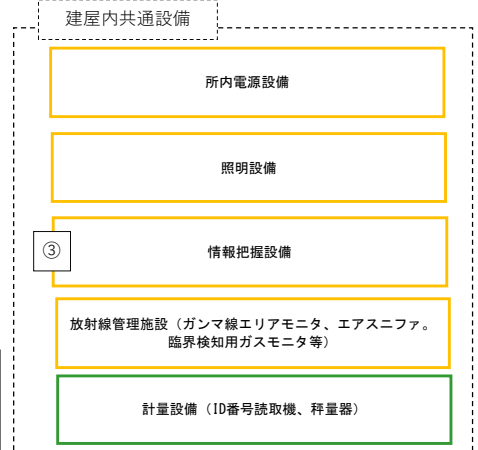 建屋内共通設備
所内電源設備
照明設備
③
情報把握設備
放射線管理施設（ガンマ線エリアモニタ、エアスニファ。
臨界検知用ガスモニタ等）
計量設備（ID番号読取機、秤量器）